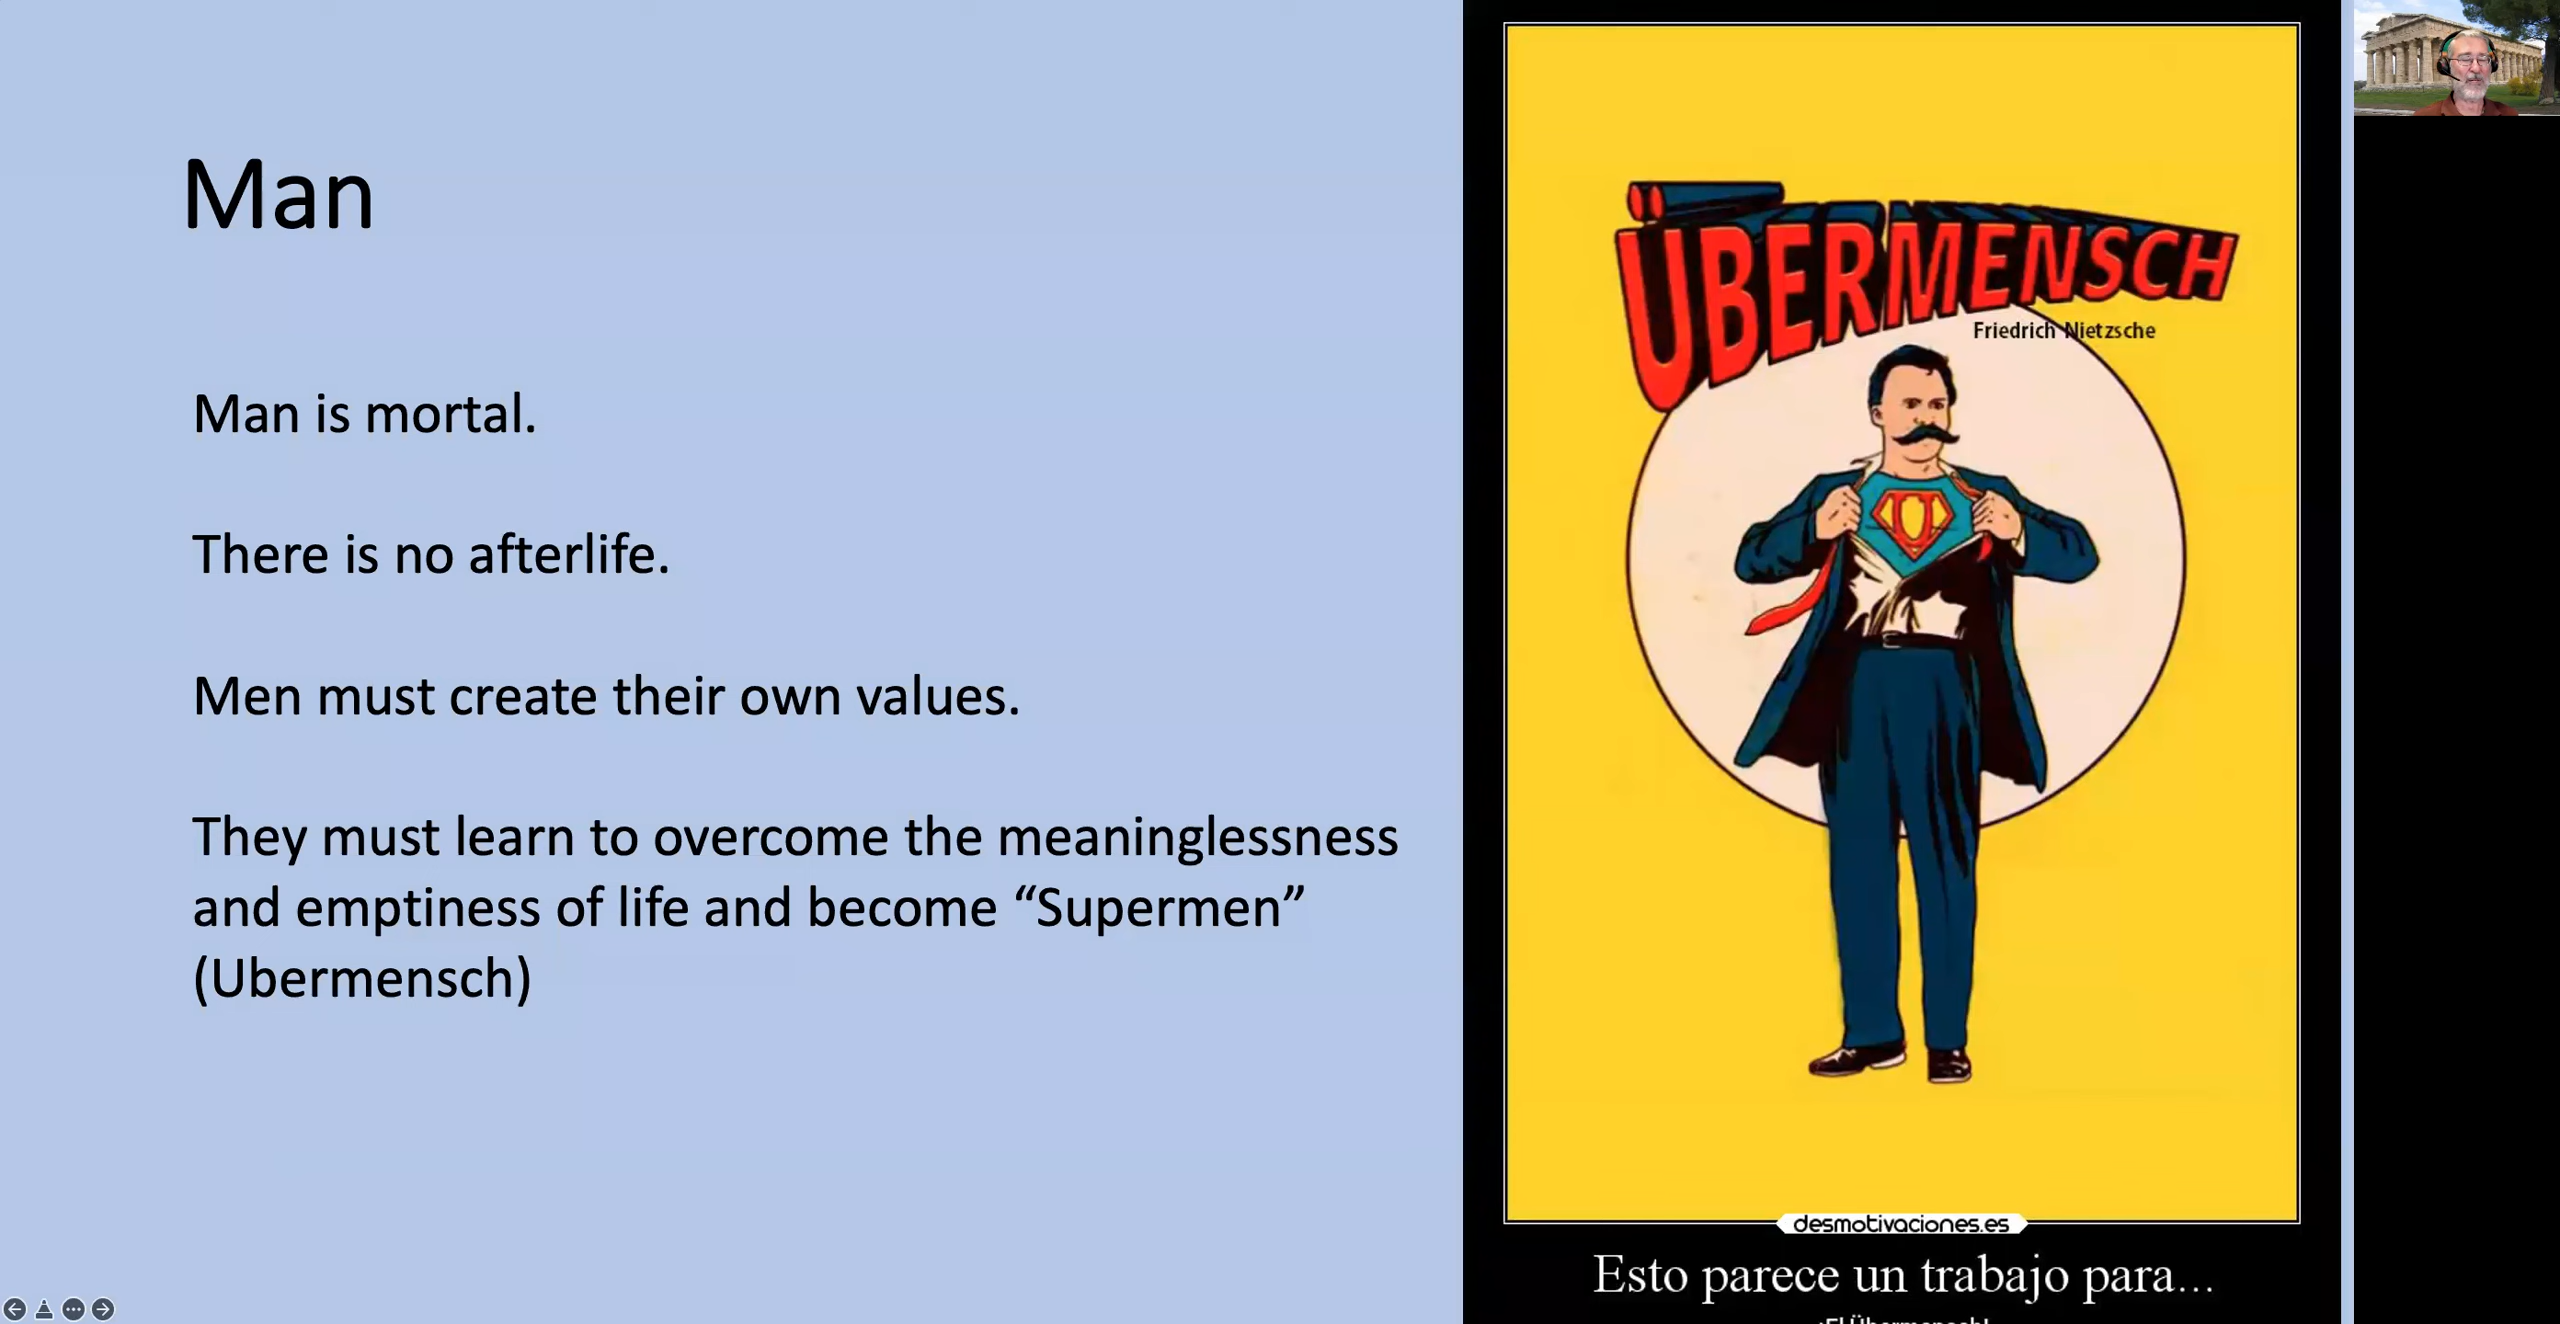 Man
Man is mortal.
There is no afterlife.
Men must create their own values.
They must learn to overcome the meaninglessness
and emptiness of life and become “Supermen”
(Ubermensch)
ÜBERMENSCH
Friedrich Nietzsche
U
desmotivaciones.es
Esto parece un trabajo para...
¡El Übermensch!